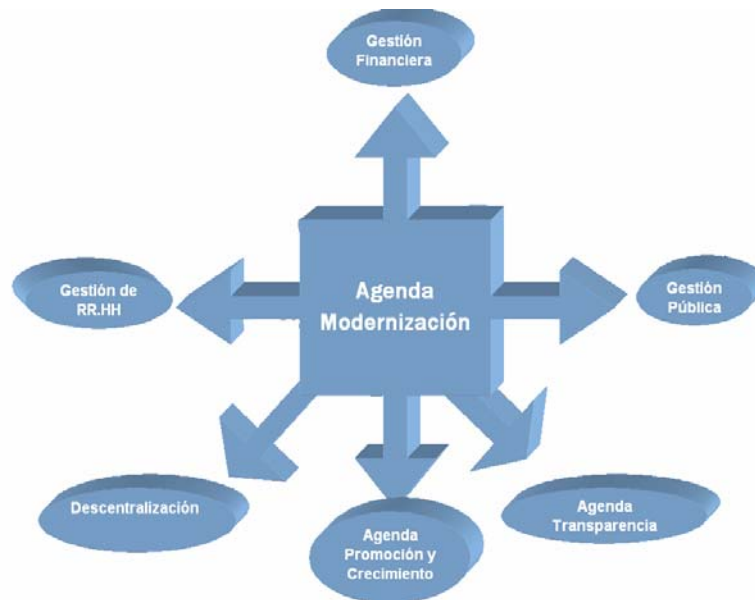 Gestión
Financiera
Gestión de
RR.HH
Agenda
Modernización
Gestión
Pública
Descentralización
Agenda
Promoción y
Crecimiento
Agenda
Transparencia